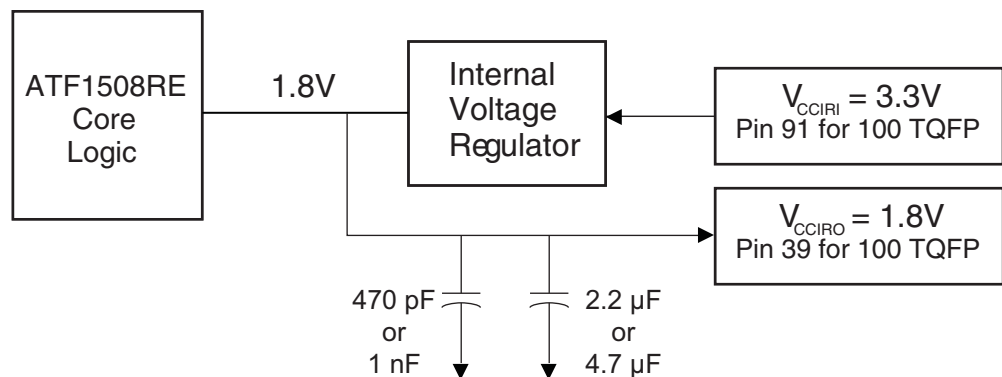 ATF1508RE
Core
Logic
1.8V
Internal
Voltage
Regulator
VCCIRI = 3.3V
Pin 91 for 100 TQFP
VCCIRO = 1.8V
Pin 39 for 100 TQFP
470 pF
or
1 nF
2.2 µF
or
4.7 µF